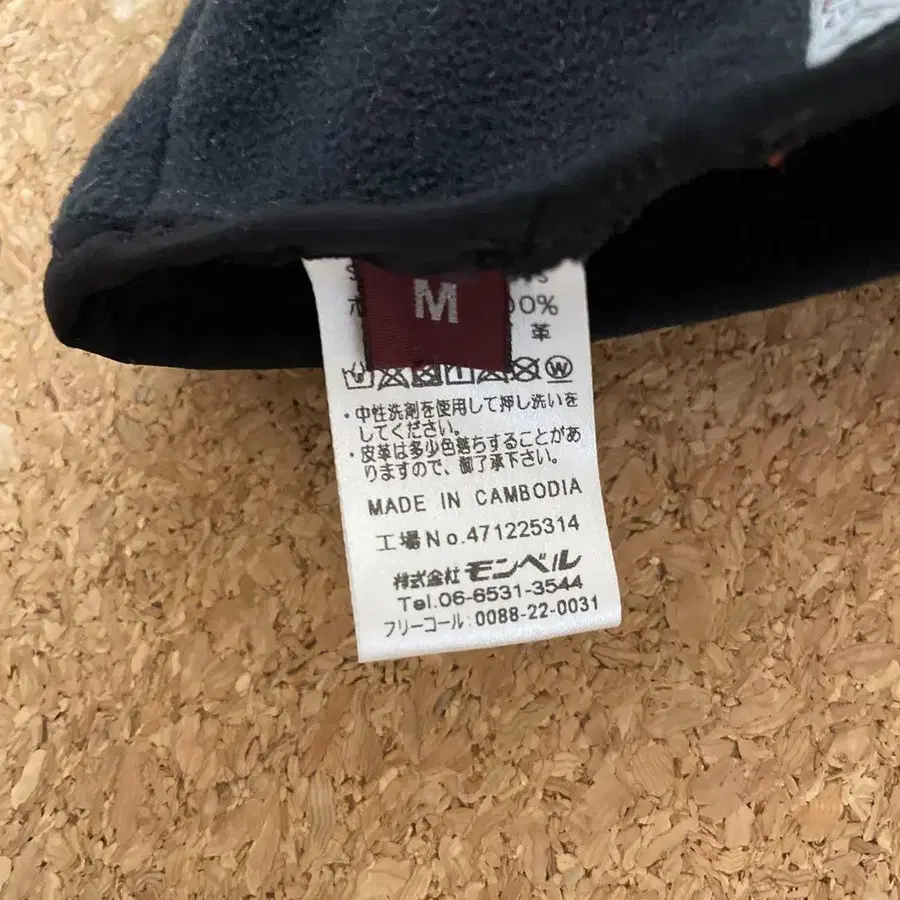 M
00%
革
・中性洗剤を使用して押し洗いを
してください。
・皮革は多少色落ちすることがあ
りますので、御了承下さい。
MADE IN CAMBODIA
工場No.471225314
株式会社 モンベル
Tel.06-6531-3544
フリーコール:0088-22-0031